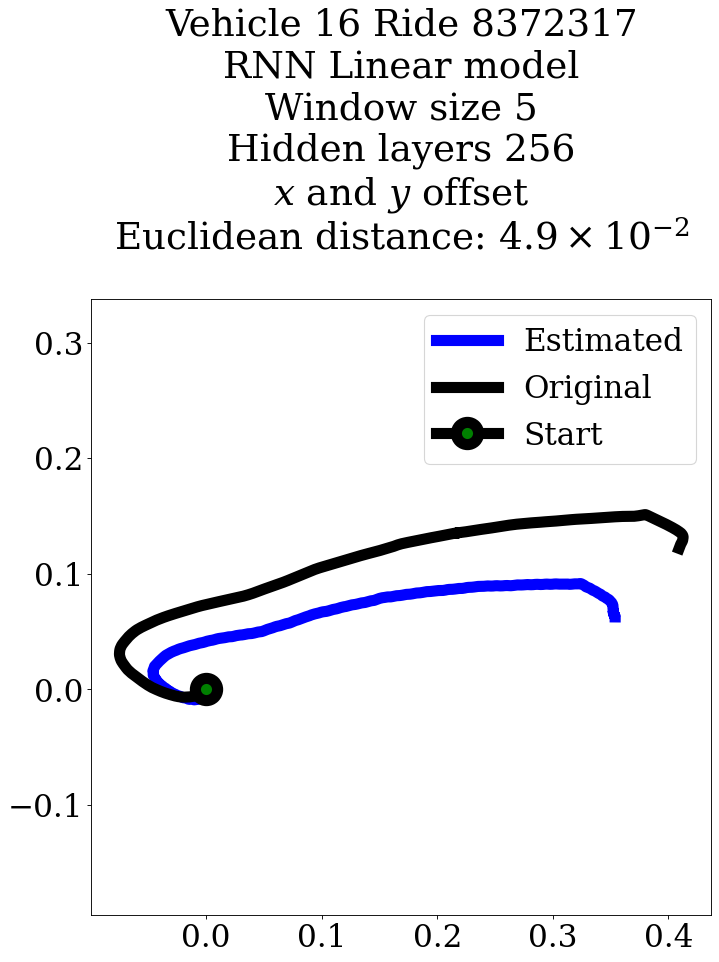 Vehicle 16 Ride 8372317
RNN Linear model
Window size 5
Hidden layers 256
x and y offset
Euclidean distance: 4.9 × 10⁻²
Estimated
Original
Start
0.3
0.2
0.1
0.0
−0.1
0.0 0.1 0.2 0.3 0.4